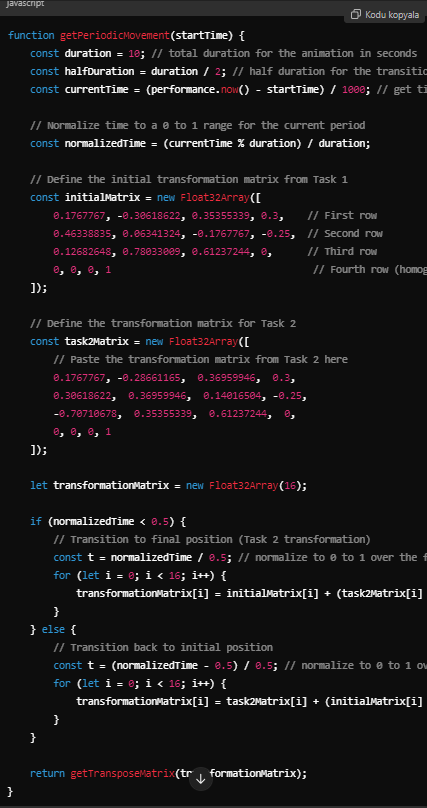 javascript
Kodu kopyala
function getPeriodicMovement(startTime) {
    const duration = 10; // total duration for the animation in seconds
    const halfDuration = duration / 2; // half duration for the transitio
    const currentTime = (performance.now() - startTime) / 1000; // get ti

    // Normalize time to a 0 to 1 range for the current period
    const normalizedTime = (currentTime % duration) / duration;

    // Define the initial transformation matrix from Task 1
    const initialMatrix = new Float32Array([
        0.1767767, -0.30618622, 0.35355339, 0.3,    // First row
        0.46338835, 0.06341324, -0.1767767, -0.25,  // Second row
        0.12682648, 0.78033009, 0.61237244, 0,      // Third row
        0, 0, 0, 1                                   // Fourth row (homog
    ]);

    // Define the transformation matrix for Task 2
    const task2Matrix = new Float32Array([
        // Paste the transformation matrix from Task 2 here
        0.1767767, -0.28661165,  0.36959946,  0.3,
        0.30618622,  0.36959946,  0.14016504, -0.25,
        -0.70710678,  0.35355339,  0.61237244,  0,
        0, 0, 0, 1
    ]);

    let transformationMatrix = new Float32Array(16);

    if (normalizedTime < 0.5) {
        // Transition to final position (Task 2 transformation)
        const t = normalizedTime / 0.5; // normalize to 0 to 1 over the f
        for (let i = 0; i < 16; i++) {
            transformationMatrix[i] = initialMatrix[i] + (task2Matrix[i]
        }
    } else {
        // Transition back to initial position
        const t = (normalizedTime - 0.5) / 0.5; // normalize to 0 to 1 ov
        for (let i = 0; i < 16; i++) {
            transformationMatrix[i] = task2Matrix[i] + (initialMatrix[i]
        }
    }

    return getTransposeMatrix(tr formationMatrix);
}